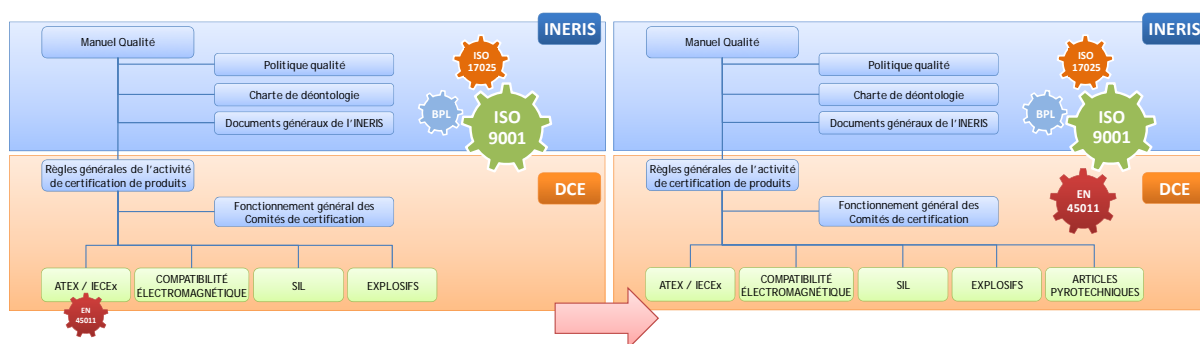 INERIS
Manuel Qualité
ISO
17025
Politique qualité
Charte de déontologie
BPL
ISO
9001
Documents généraux de l'INERIS
Règles générales de l'activité
de certification de produits
DCE
Fonctionnement général des
Comités de certification
ATEX / IECEx
COMPATIBILITÉ
ÉLECTROMAGNÉTIQUE
SIL
EXPLOSIFS
EN
45011
INERIS
Manuel Qualité
ISO
17025
Politique qualité
Charte de déontologie
BPL
ISO
9001
Documents généraux de l'INERIS
Règles générales de l'activité
de certification de produits
EN
45011
DCE
Fonctionnement général des
Comités de certification
ATEX / IECEx
COMPATIBILITÉ
ÉLECTROMAGNÉTIQUE
SIL
EXPLOSIFS
ARTICLES
PYROTECHNIQUES